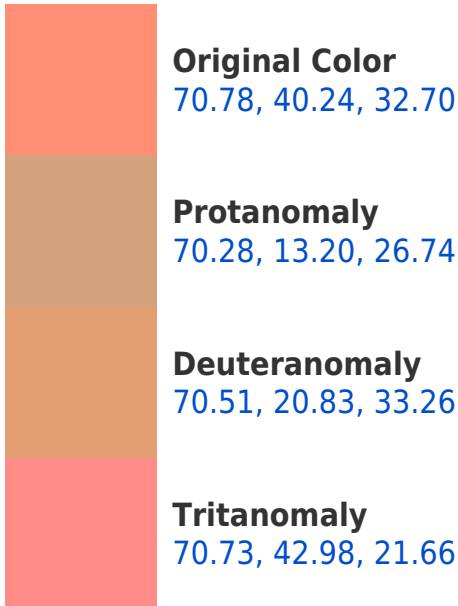 Original Color
70.78, 40.24, 32.70
Protanomaly
70.28, 13.20, 26.74
Deuteranomaly
70.51, 20.83, 33.26
Tritanomaly
70.73, 42.98, 21.66